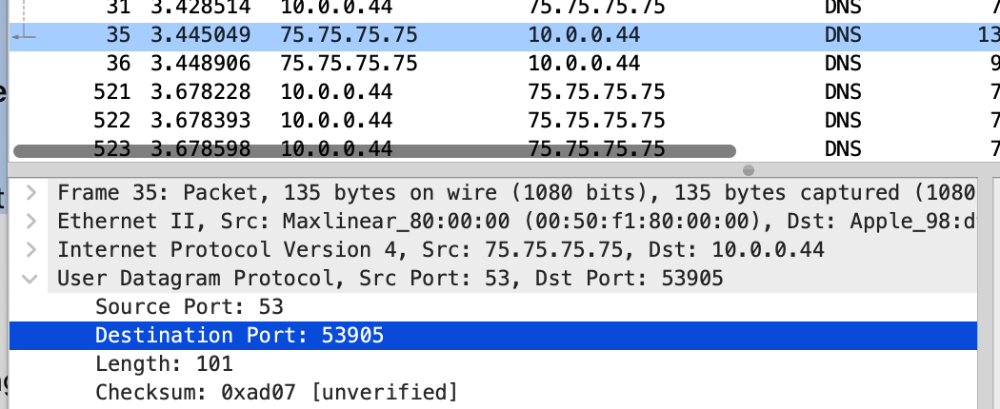 31 3.428514 10.0.0.44 75.75.75.75 DNS 7
35 3.445049 75.75.75.75 10.0.0.44 DNS 13
36 3.448906 75.75.75.75 10.0.0.44 DNS 9
521 3.678228 10.0.0.44 75.75.75.75 DNS 7
522 3.678393 10.0.0.44 75.75.75.75 DNS 7
523 3.678598 10.0.0.44 75.75.75.75 DNS 7
Frame 35: Packet, 135 bytes on wire (1080 bits), 135 bytes captured (1080
Ethernet II, Src: Maxlinear_80:00:00 (00:50:f1:80:00:00), Dst: Apple_98:d
Internet Protocol Version 4, Src: 75.75.75.75, Dst: 10.0.0.44
User Datagram Protocol, Src Port: 53, Dst Port: 53905
Source Port: 53
Destination Port: 53905
Length: 101
Checksum: 0xad07 [unverified]